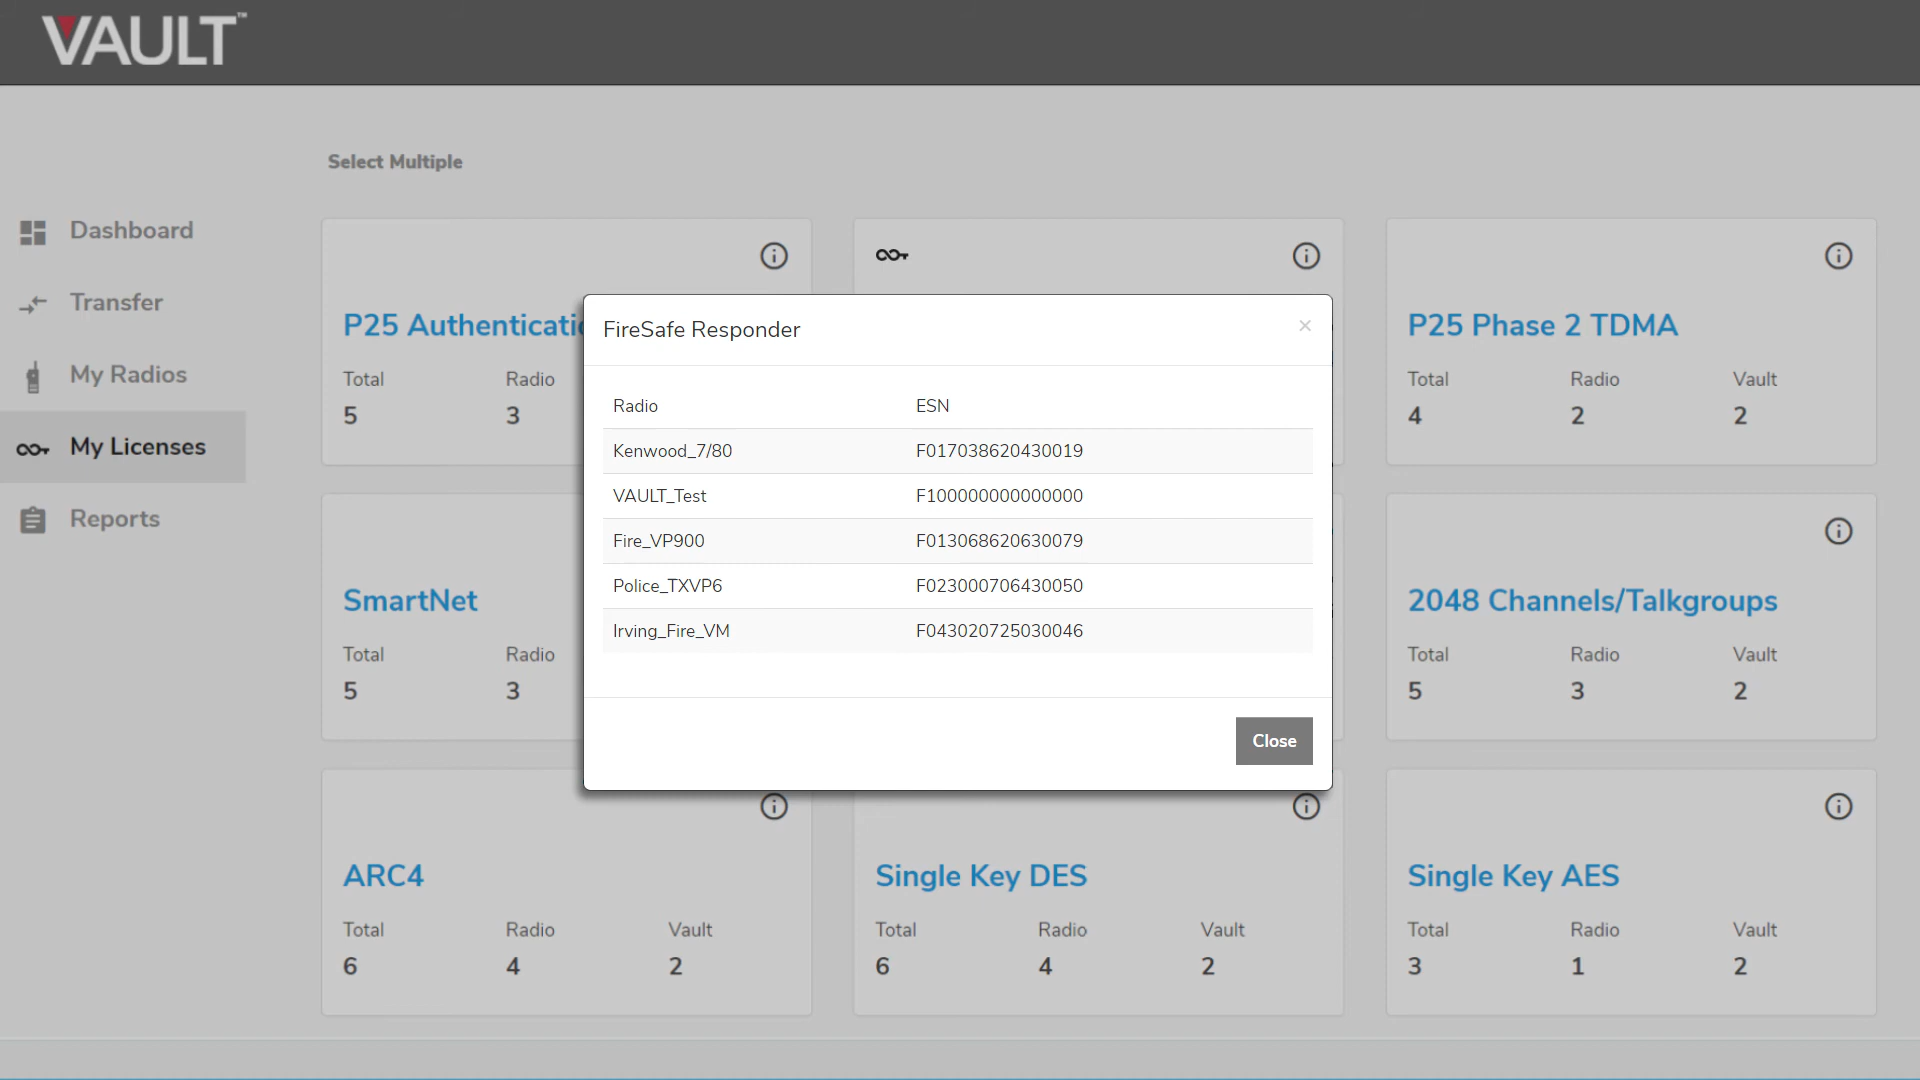 VAULT™
Select Multiple
Dashboard
Transfer
My Radios
My Licenses
Reports
P25 Authenticatio
Total Radio
5 3
P25 Phase 2 TDMA
Total Radio Vault
4 2 2
FireSafe Responder
×
Radio ESN
Kenwood_7/80 F017038620430019
VAULT_Test F100000000000000
Fire_VP900 F013068620630079
Police_TXVP6 F023000706430050
Irving_Fire_VM F043020725030046
Close
SmartNet
Total Radio
5 3
2048 Channels/Talkgroups
Total Radio Vault
5 3 2
ARC4
Total Radio Vault
6 4 2
Single Key DES
Total Radio Vault
6 4 2
Single Key AES
Total Radio Vault
3 1 2